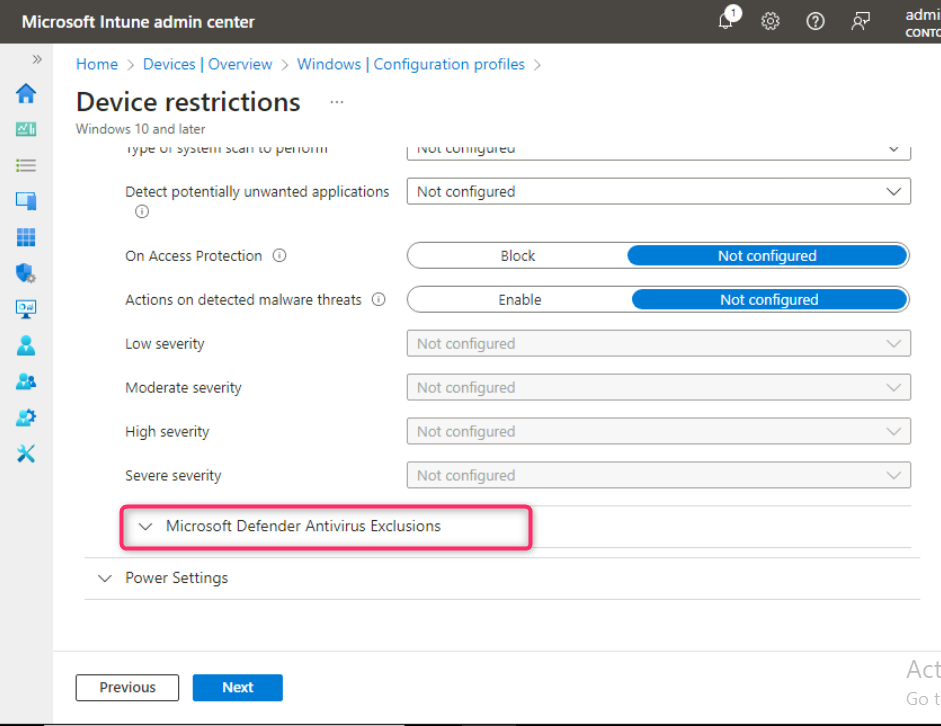 Microsoft Intune admin center
1
admi
CONTO
Home > Devices | Overview > Windows | Configuration profiles >
Device restrictions ...
Windows 10 and later
Type of system scan to perform Not configured
Detect potentially unwanted applications Not configured
On Access Protection Block Not configured
Actions on detected malware threats Enable Not configured
Low severity Not configured
Moderate severity Not configured
High severity Not configured
Severe severity Not configured
Microsoft Defender Antivirus Exclusions
Power Settings
Previous Next
Act
Go t